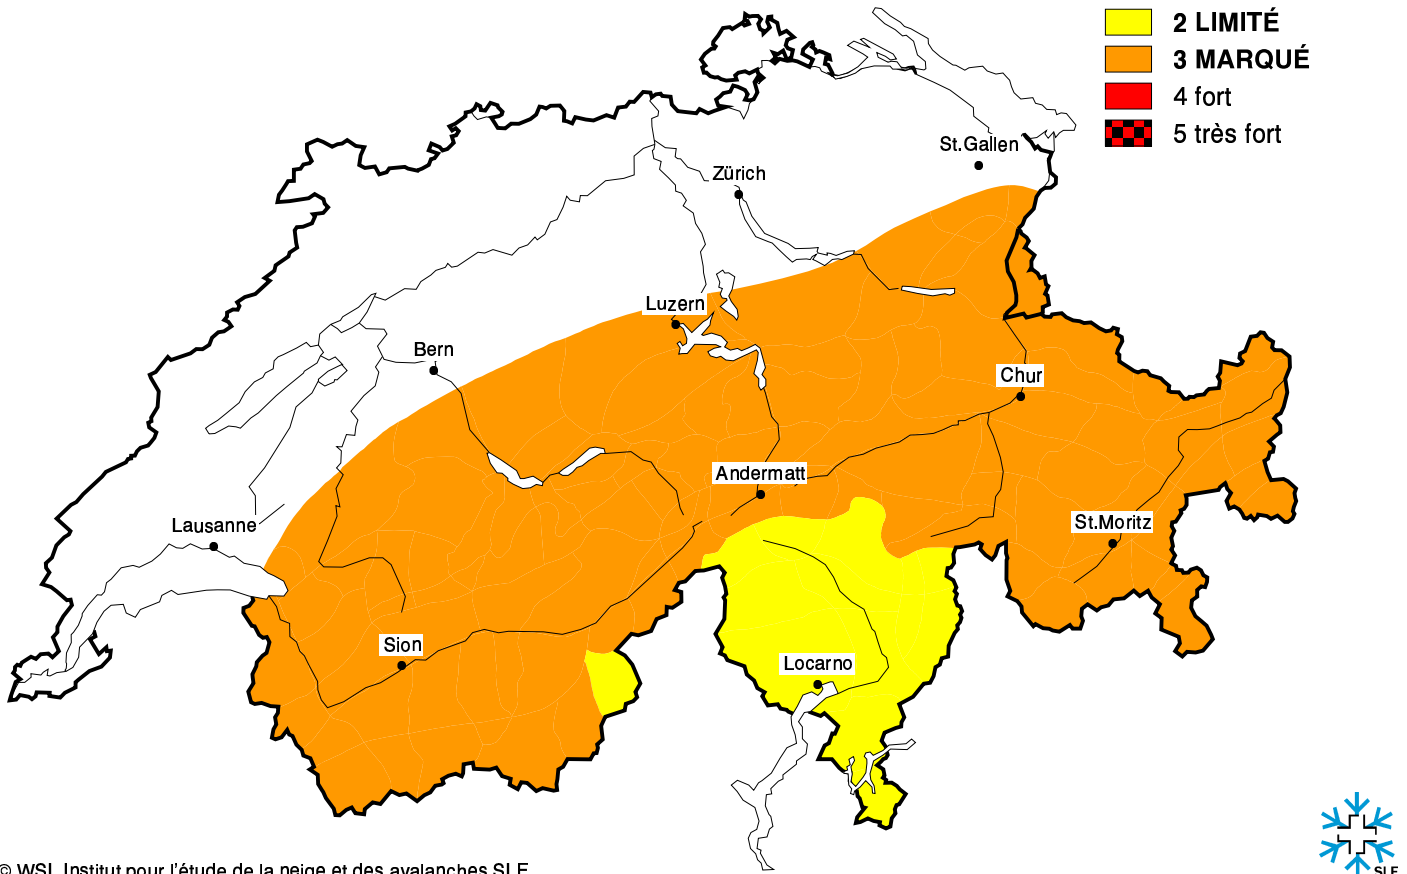 2 LIMITÉ
3 MARQUÉ
4 fort
5 très fort
St.Gallen
Zürich
Luzern
Bern
Chur
Andermatt
St.Moritz
Lausanne
Sion
Locarno
© WSL Institut pour l'étude de la neige et des avalanches SLF
SLF